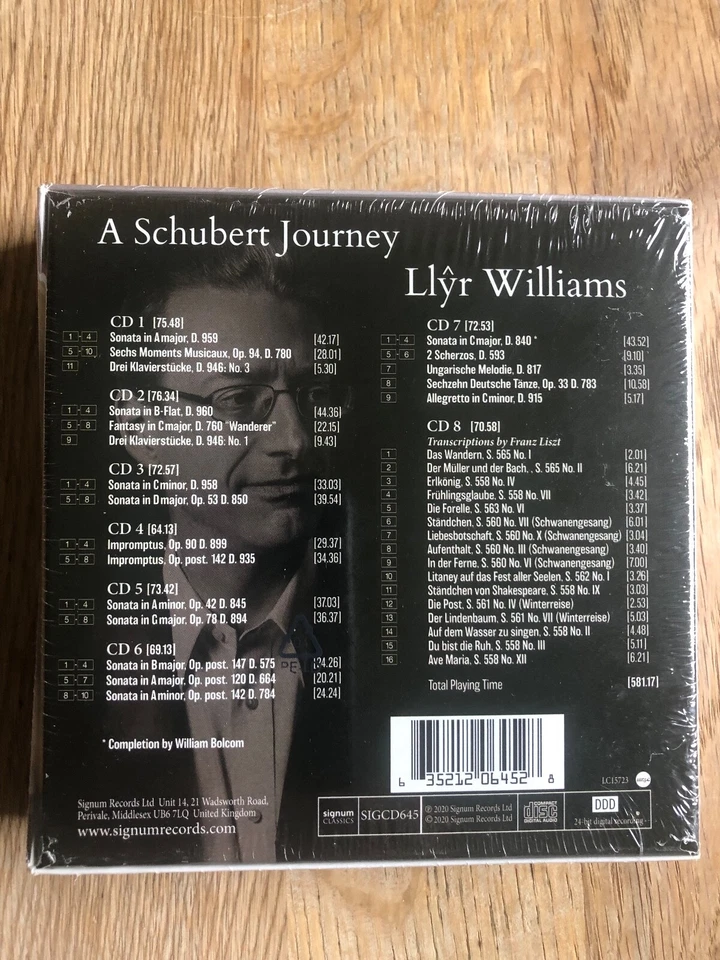 A Schubert Journey
Llŷr Williams
CD 1 [75.48]
1 - 4 Sonata in A major, D. 959 [42.17]
5 - 10 Sechs Moments Musicaux, Op. 94, D. 780 [28.01]
11 Drei Klavierstücke, D. 946: No. 3 [5.30]
CD 2 [76.34]
1 - 4 Sonata in B-Flat, D. 960 [44.36]
5 - 8 Fantasy in C major, D. 760 "Wanderer" [22.15]
9 Drei Klavierstücke. D. 946: No. 1 [9.43]
CD 3 [72.57]
1 - 4 Sonata in C minor, D. 958 [33.03]
5 - 8 Sonata in D major, Op. 53 D. 850 [39.54]
CD 4 [64.13]
1 - 4 Impromptus, Op. 90 D. 899 [29.37]
5 - 8 Impromptus, Op. post. 142 D. 935 [34.36]
CD 5 [73.42]
1 - 4 Sonata in A minor, Op. 42 D. 845 [37.03]
5 - 8 Sonata in G major, Op. 78 D. 894 [36.37]
CD 6 [69.13]
1 - 4 Sonata in B major, Op. post. 147 D. 575 [24.26]
5 - 7 Sonata in A major, Op. post. 120 D. 664 [20.21]
8 - 10 Sonata in A minor, Op. post. 142 D. 784 [24.24]
PE
* Completion by William Bolcom
CD 7 [72.53]
1 - 4 Sonata in C major, D. 840 * [43.52]
5 - 6 2 Scherzos, D. 593 [9.10]
7 Ungarische Melodie, D. 817 [3.35]
8 Sechzehn Deutsche Tänze, Op. 33 D. 783 [10.58]
9 Allegretto in C minor, D. 915 [5.17]
CD 8 [70.58]
Transcriptions by Franz Liszt
1 Das Wandern, S. 565 No. I [2.01]
2 Der Müller und der Bach, , S. 565 No. II [6.21]
3 Erlkönig, S. 558 No. IV [4.45]
4 Frühlingsglaube, S. 558 No. VII [3.42]
5 Die Forelle, S. 563 No. VI [3.37]
6 Ständchen, S. 560 No. VII (Schwanengesang) [6.01]
7 Liebesbotschaft, S. 560 No. X (Schwanengesang) [3.04]
8 Aufenthalt, S. 560 No. III (Schwanengesang) [3.40]
9 In der Ferne, S. 560 No. VI (Schwanengesang) [7.00]
10 Litaney auf das Fest aller Seelen, S. 562 No. I [3.26]
11 Ständchen von Shakespeare, S. 558 No. IX [3.03]
12 Die Post, S. 561 No. IV (Winterreise) [2.53]
13 Der Lindenbaum, S. 561 No. VII (Winterreise) [5.03]
14 Auf dem Wasser zu singen, S. 558 No. II [4.48]
15 Du bist die Ruh, S. 558 No. III [5.11]
16 Ave Maria, S. 558 No. XII [6.21]
Total Playing Time [581.17]
6 35212 06452 8
LC15723
Signum Records Ltd Unit 14, 21 Wadsworth Road,
Perivale, Middlesex UB6 7LQ United Kingdom
www.signumrecords.com
signum CLASSICS
SIGCD645
℗ 2020 Signum Records Ltd
© 2020 Signum Records Ltd
COMPACT disc DIGITAL AUDIO
DDD
24-bit digital recording